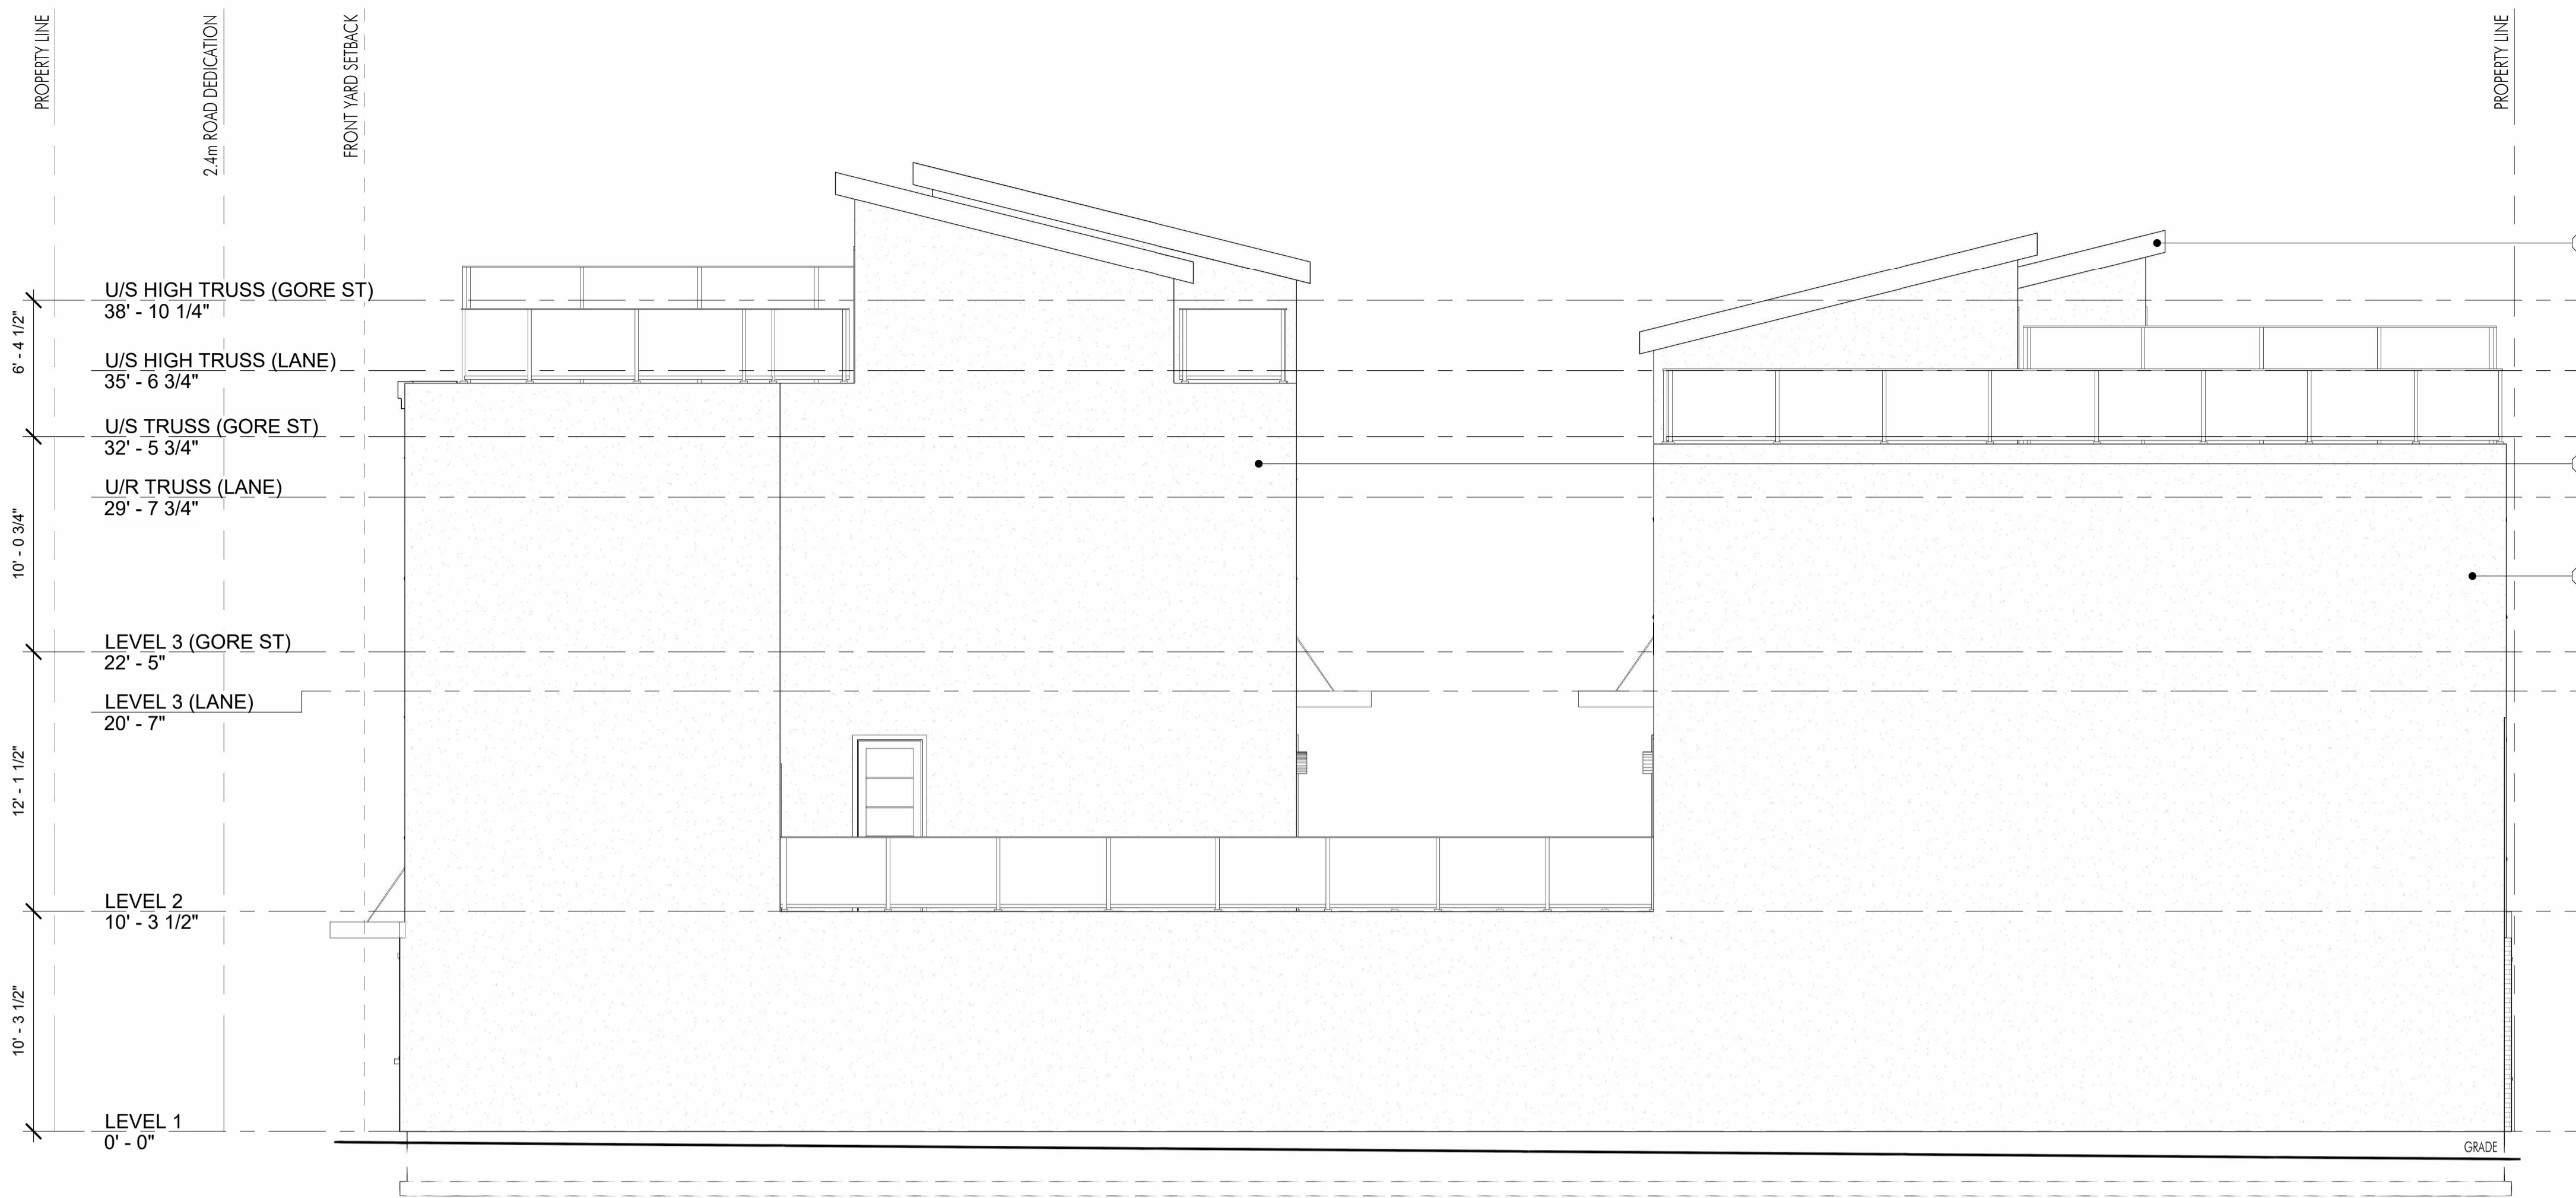 PROPERTY LINE
2.4m ROAD DEDICATION
FRONT YARD SETBACK
PROPERTY LINE
U/S HIGH TRUSS (GORE ST)
38' - 10 1/4"
6' - 4 1/2"
U/S HIGH TRUSS (LANE)
35' - 6 3/4"
U/S TRUSS (GORE ST)
32' - 5 3/4"
U/R TRUSS (LANE)
29' - 7 3/4"
10' - 0 3/4"
LEVEL 3 (GORE ST)
22' - 5"
LEVEL 3 (LANE)
20' - 7"
12' - 1 1/2"
LEVEL 2
10' - 3 1/2"
10' - 3 1/2"
LEVEL 1
0' - 0"
GRADE